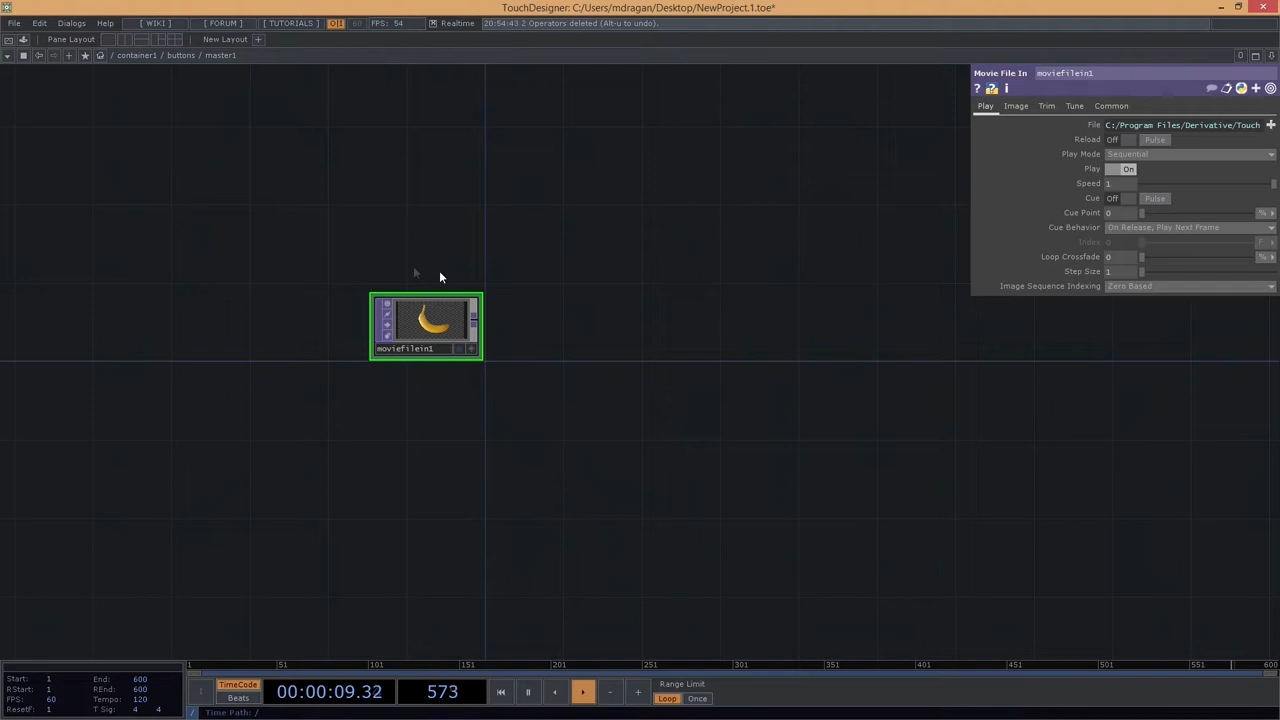 TouchDesigner: C:/Users/mdragan/Desktop/NewProject.1.toe*
File Edit Dialogs Help [ WIKI ] [ FORUM ] [ TUTORIALS ] O|1 60 FPS: 54 Realtime 20:54:43 2 Operators deleted (Alt-u to undo).
Pane Layout New Layout +
/ container1 / buttons / master1 0
Movie File In moviefilein1
? ? i
Play Image Trim Tune Common
File C:/Program Files/Derivative/Touch
Reload Off Pulse
Play Mode Sequential
Play On
Speed 1
Cue Off Pulse
Cue Point 0 %
Cue Behavior On Release, Play Next Frame
Index 0 F
Loop Crossfade 0 %
Step Size 1
Image Sequence Indexing Zero Based
moviefilein1
1 51 101 151 201 251 301 351 401 451 501 551 600
Start: 1 End: 600
RStart: 1 REnd: 600
FPS: 60 Tempo: 120
ResetF: 1 T Sig: 4 4
TimeCode
Beats
00:00:09.32 573
- +
Range Limit
Loop Once
/ Time Path: /